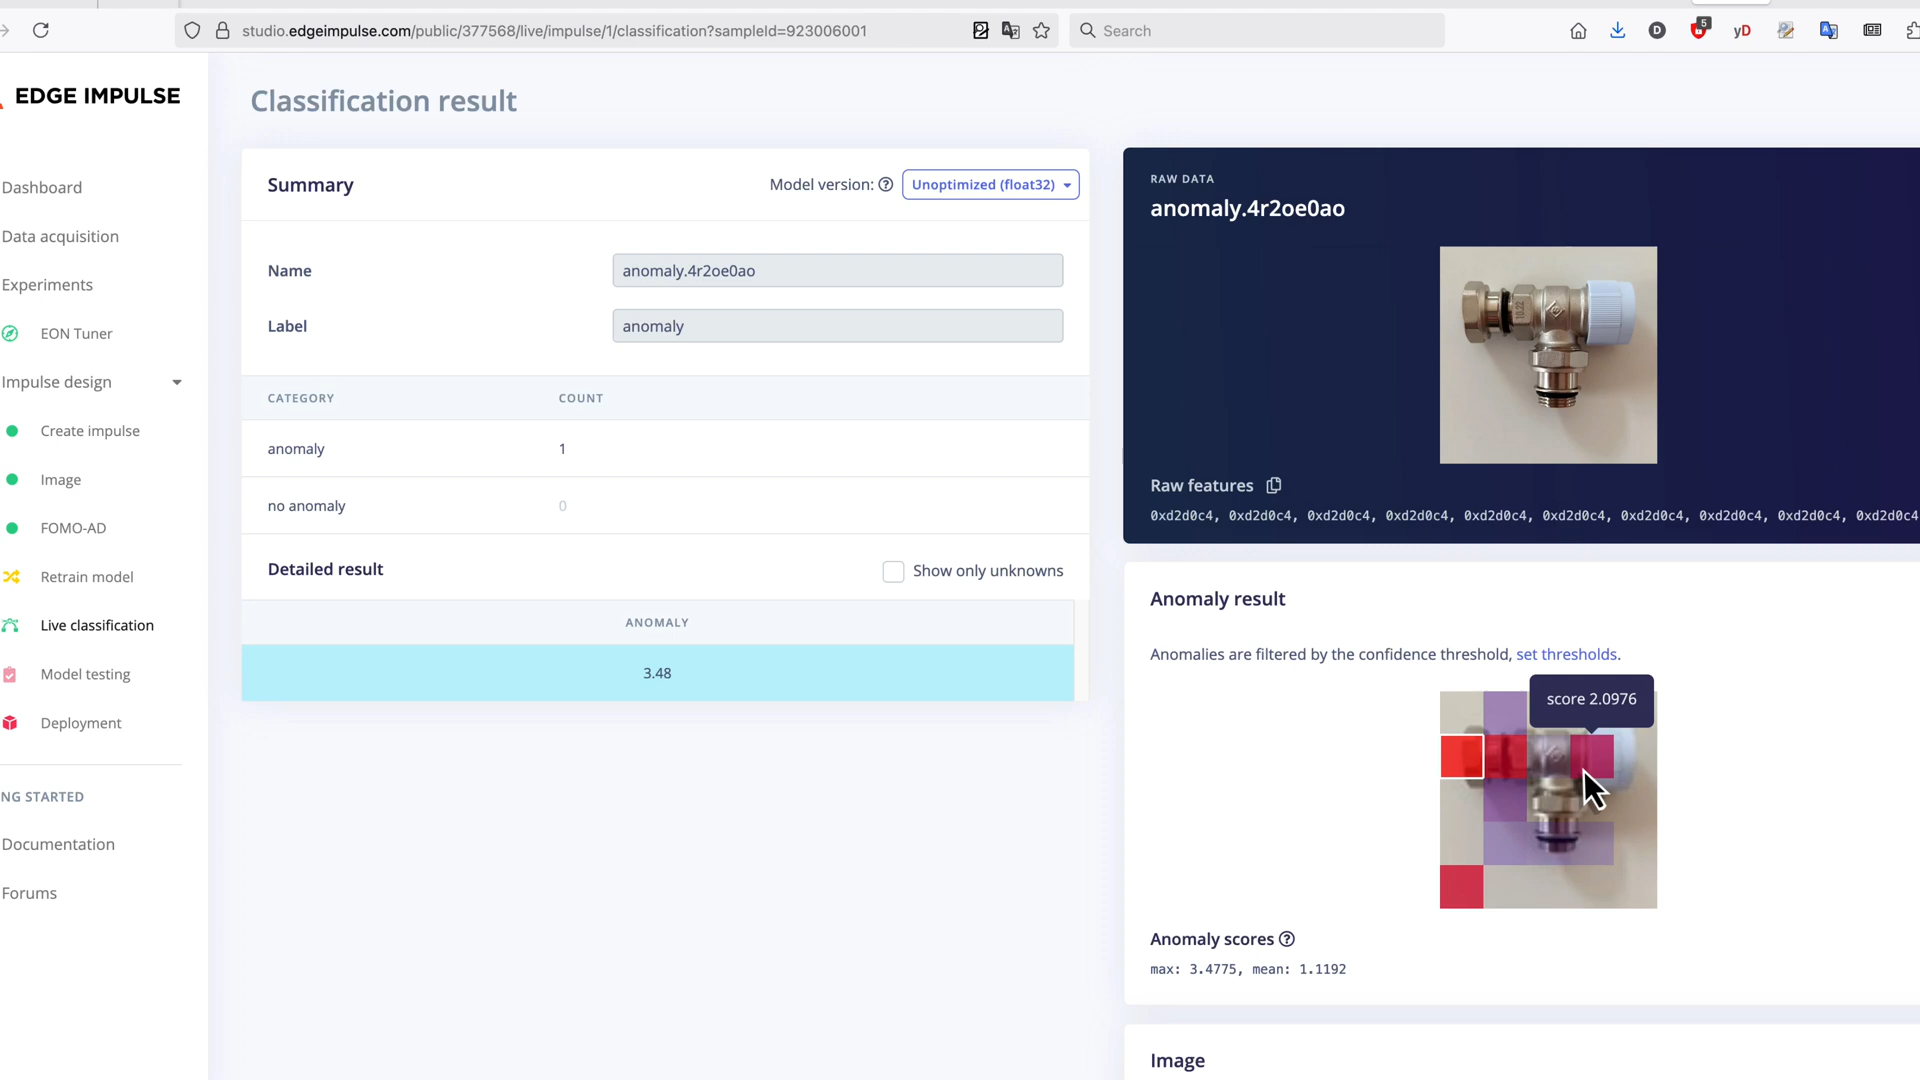 studio.edgeimpulse.com/public/377568/live/impulse/1/classification?sampleId=923006001
Search
D
5
yD
EDGE IMPULSE
Dashboard
Data acquisition
Experiments
EON Tuner
Impulse design
Create impulse
Image
FOMO-AD
Retrain model
Live classification
Model testing
Deployment
NG STARTED
Documentation
Forums
Classification result
Summary
Model version: Unoptimized (float32)
Name
anomaly.4r2oe0ao
Label
anomaly
CATEGORY COUNT
anomaly 1
no anomaly 0
Detailed result
Show only unknowns
ANOMALY
3.48
RAW DATA
anomaly.4r2oe0ao
10.22
Raw features
0xd2d0c4, 0xd2d0c4, 0xd2d0c4, 0xd2d0c4, 0xd2d0c4, 0xd2d0c4, 0xd2d0c4, 0xd2d0c4, 0xd2d0c4, 0xd2d0c4
Anomaly result
Anomalies are filtered by the confidence threshold, set thresholds.
score 2.0976
Anomaly scores
max: 3.4775, mean: 1.1192
Image